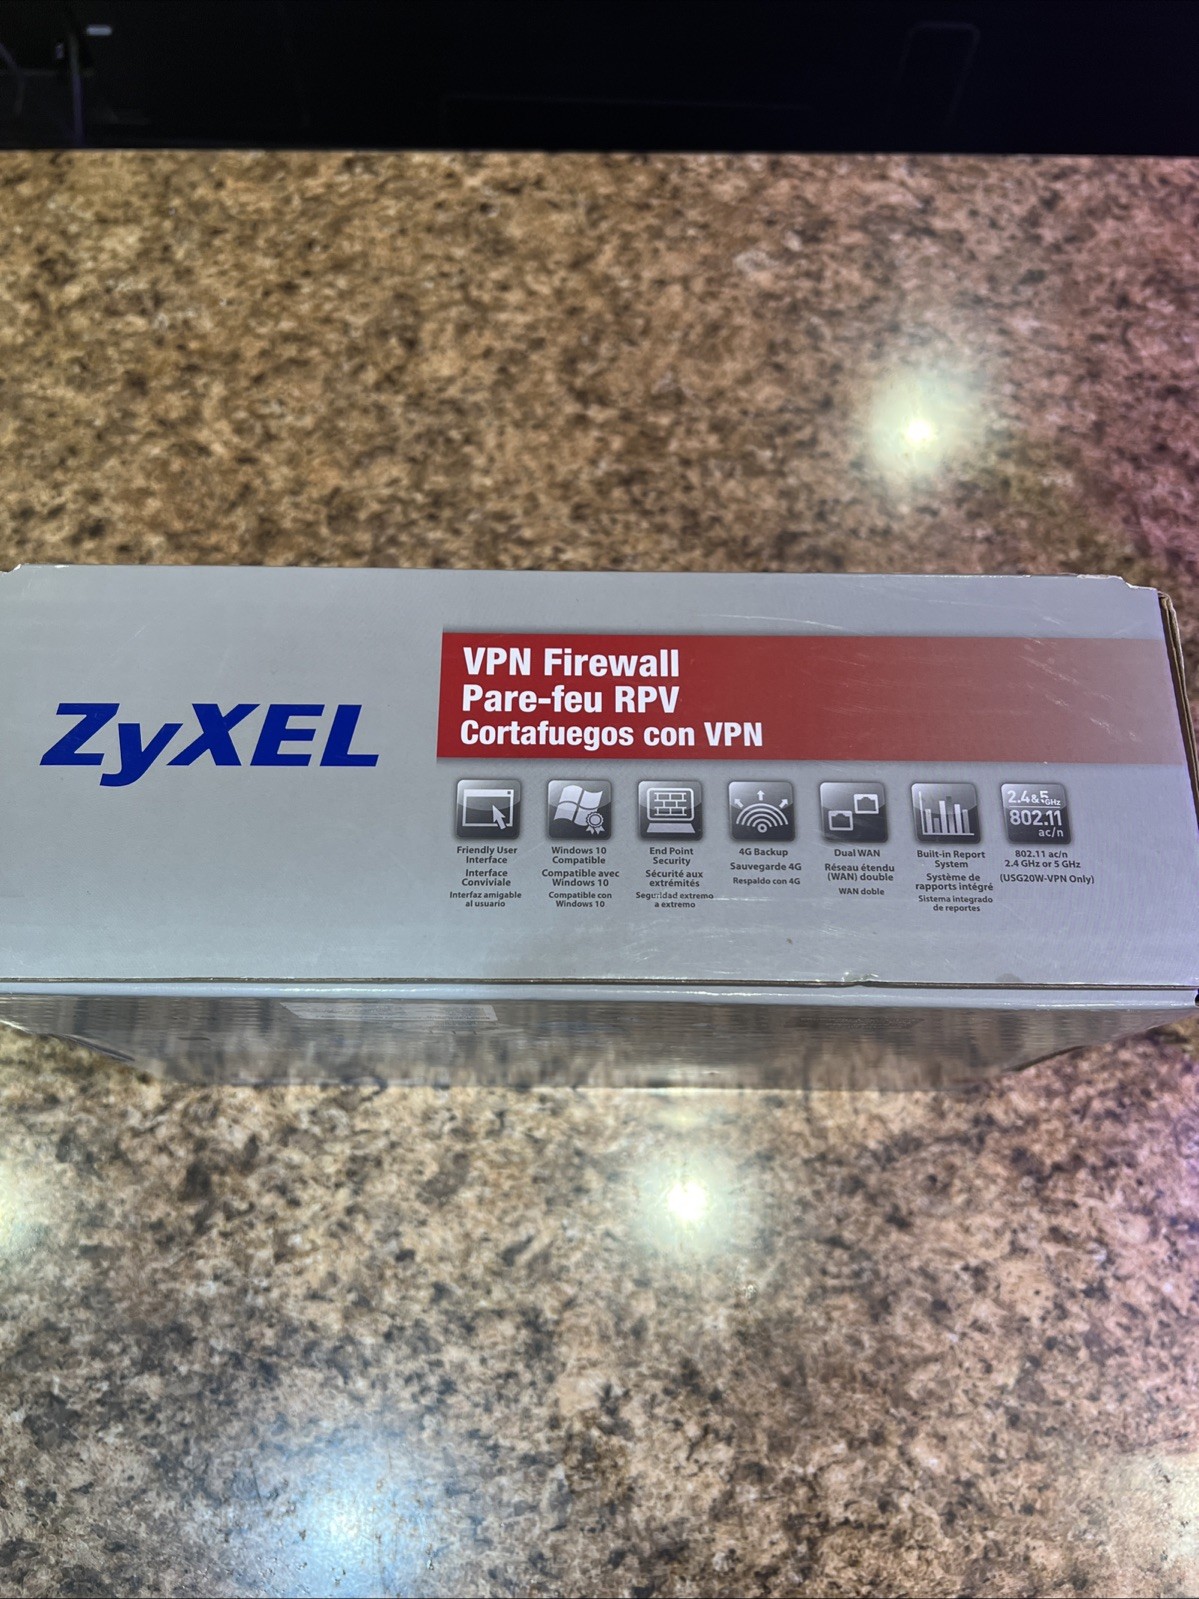 ZyXEL
VPN Firewall
Pare-feu RPV
Cortafuegos con VPN
Friendly User
Interface
Interface
Conviviale
Interfaz amigable
al usuario
Windows 10
Compatible
Compatible avec
Windows 10
Compatible con
Windows 10
End Point
Security
Sécurité aux
extrémités
Seguridad extremo
a extremo
4G Backup
Sauvegarde 4G
Respaldo con 4G
Dual WAN
Réseau étendu
(WAN) double
WAN doble
Built-in Report
System
Système de
rapports intégré
Sistema integrado
de reportes
2.4&5GHz
802.11
ac/n
802.11 ac/n
2.4 GHz or 5 GHz
(USG20W-VPN Only)